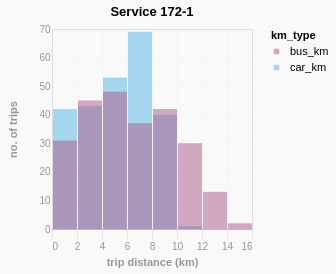 Service 172-1
km_type
bus_km
car_km
no. of trips
70
60
50
40
30
20
10
0
0 2 4 6 8 10 12 14 16
trip distance (km)